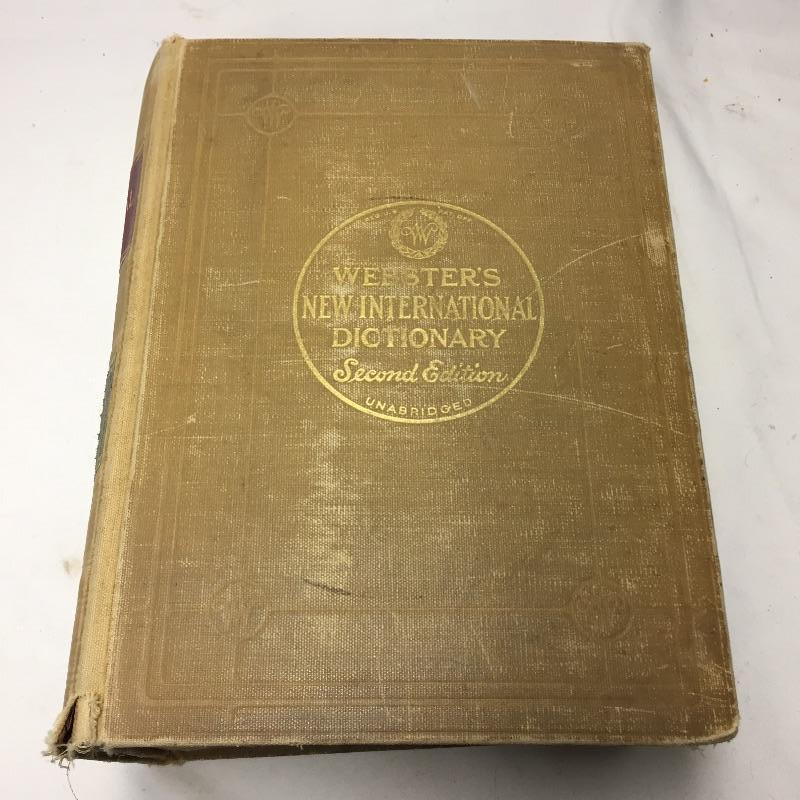 WEBSTER'S
NEW INTERNATIONAL
DICTIONARY
Second Edition
UNABRIDGED